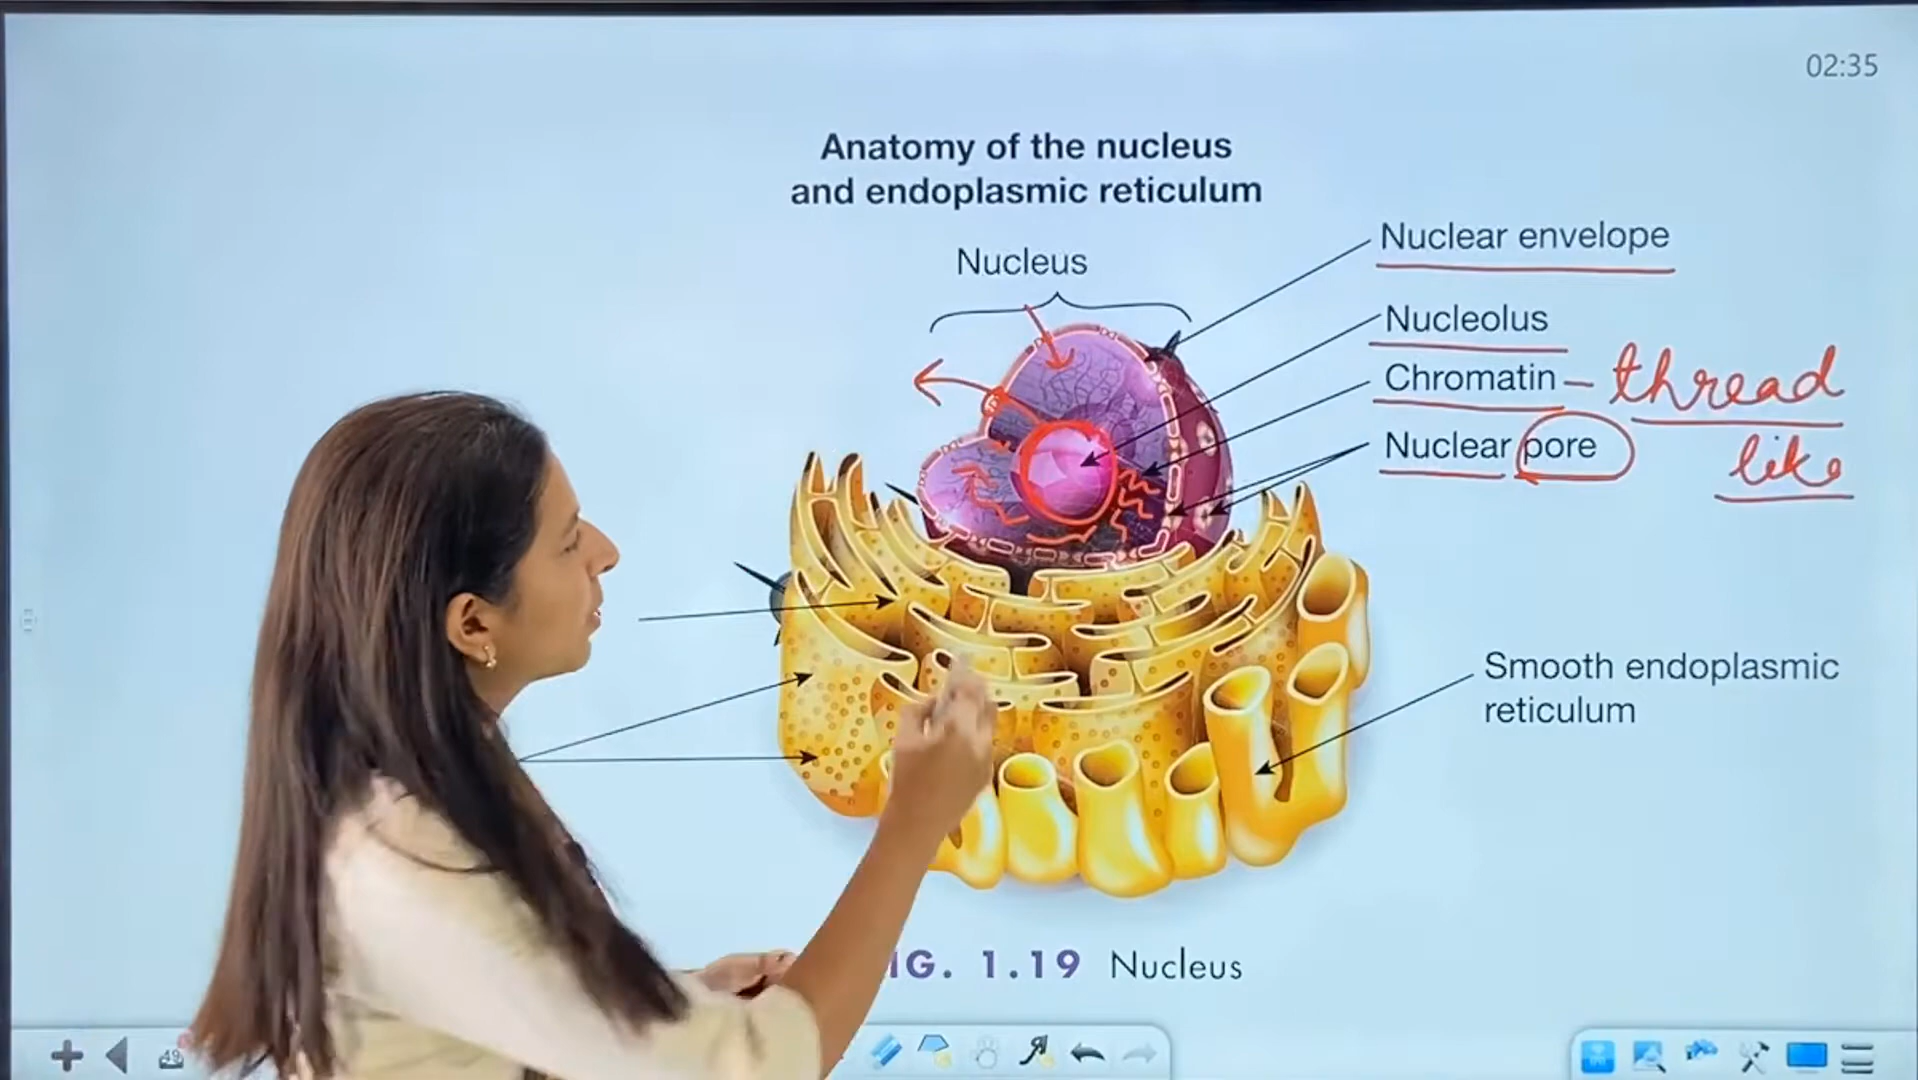 02:35
Anatomy of the nucleus
and endoplasmic reticulum
Nucleus
Nuclear envelope
Nucleolus
Chromatin – thread
like
Nuclear pore
Smooth endoplasmic
reticulum
IG. 1.19 Nucleus
49